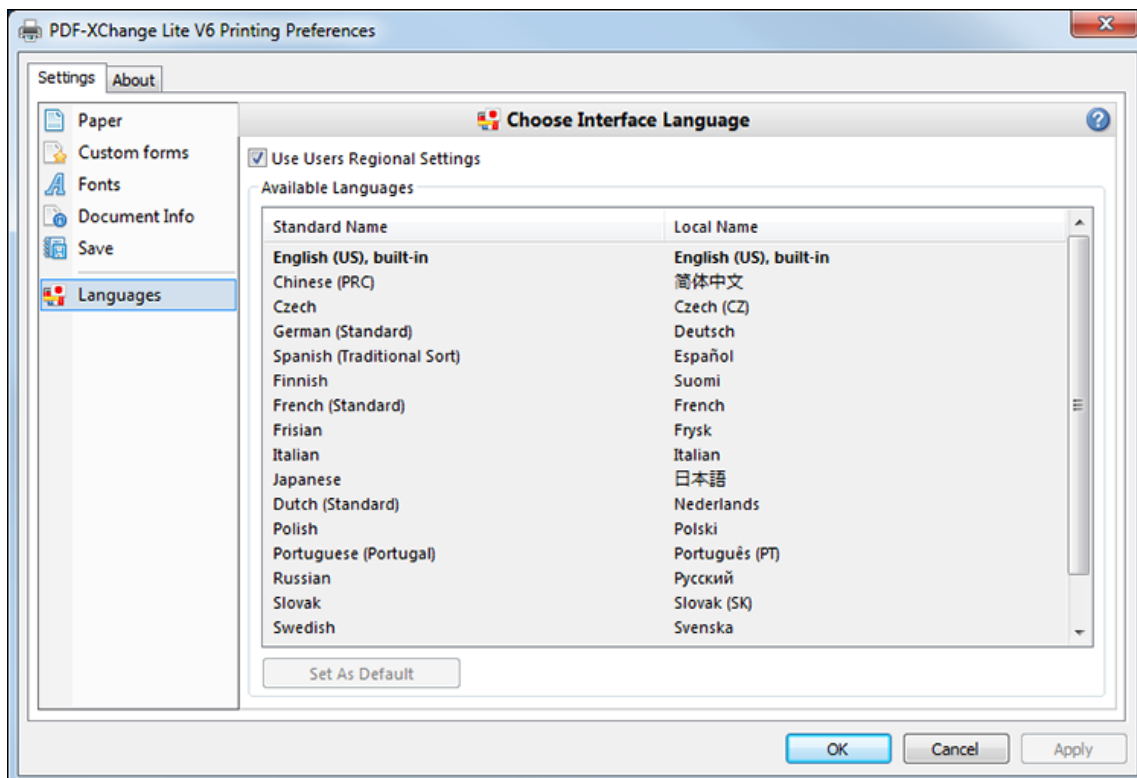 PDF-XChange Lite V6 Printing Preferences
Settings About
Paper
Custom forms
Fonts
Document Info
Save
Languages
Choose Interface Language
Use Users Regional Settings
Available Languages
Standard Name Local Name
English (US), built-in English (US), built-in
Chinese (PRC) 简体中文
Czech Czech (CZ)
German (Standard) Deutsch
Spanish (Traditional Sort) Español
Finnish Suomi
French (Standard) French
Frisian Frysk
Italian Italian
Japanese 日本語
Dutch (Standard) Nederlands
Polish Polski
Portuguese (Portugal) Português (PT)
Russian Русский
Slovak Slovak (SK)
Swedish Svenska
Set As Default
OK Cancel Apply